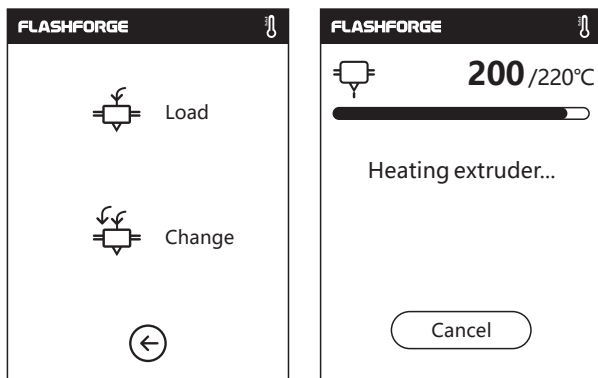 FLASHFORGE
Load
Change
FLASHFORGE
200/220℃
Heating extruder...
Cancel